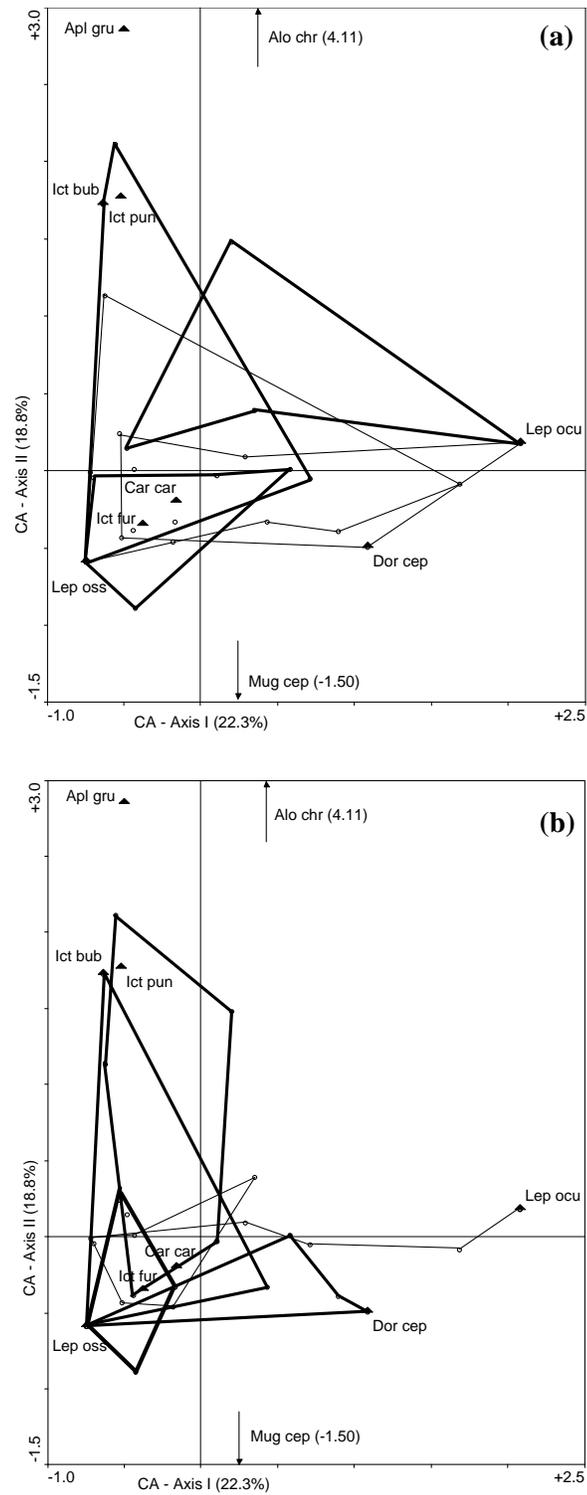 +3.0
Apl gru
Alo chr (4.11)
(a)
Ict bub
Ict pun
CA - Axis II (18.8%)
Lep ocu
Car car
Ict fur
Dor cep
Lep oss
Mug cep (-1.50)
-1.5
-1.0
CA - Axis I (22.3%)
+2.5
+3.0
Apl gru
Alo chr (4.11)
(b)
Ict bub
Ict pun
CA - Axis II (18.8%)
Lep ocu
Car car
Ict fur
Dor cep
Lep oss
Mug cep (-1.50)
-1.5
-1.0
CA - Axis I (22.3%)
+2.5